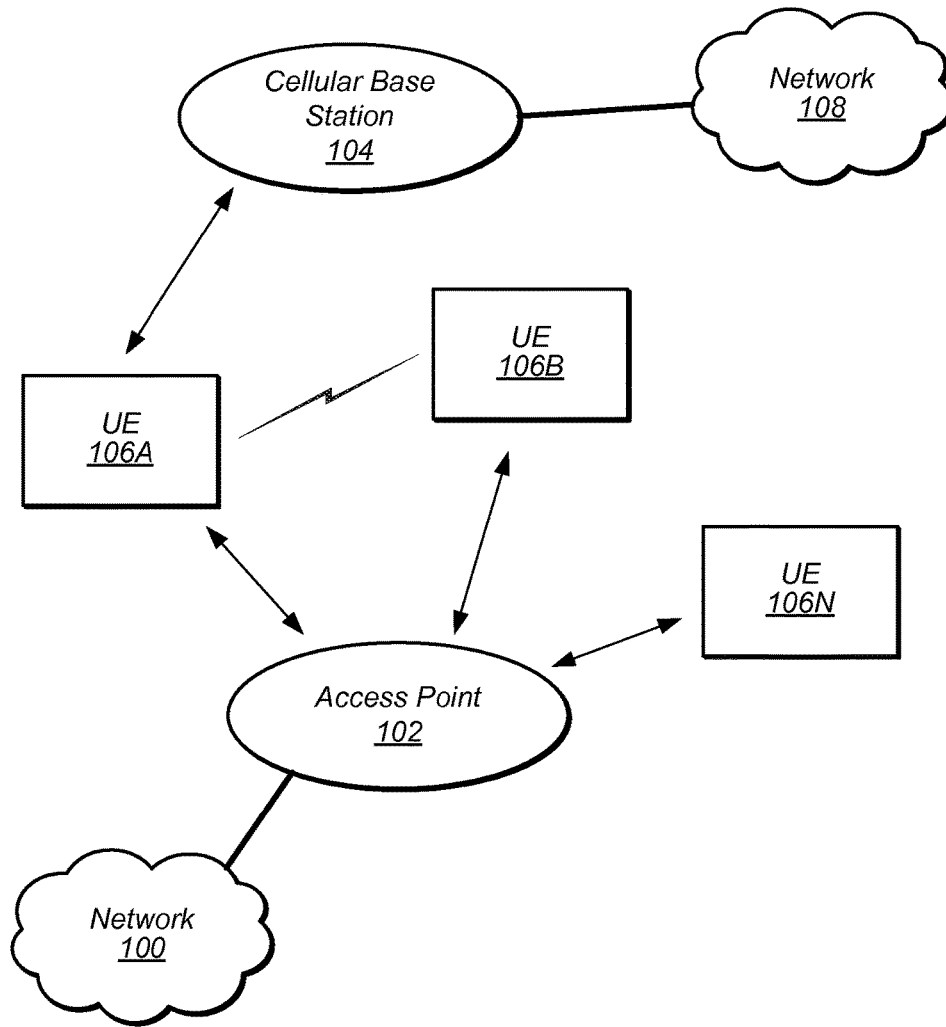 Cellular Base
Station
104
Network
108
UE
106B
UE
106A
UE
106N
Access Point
102
Network
100